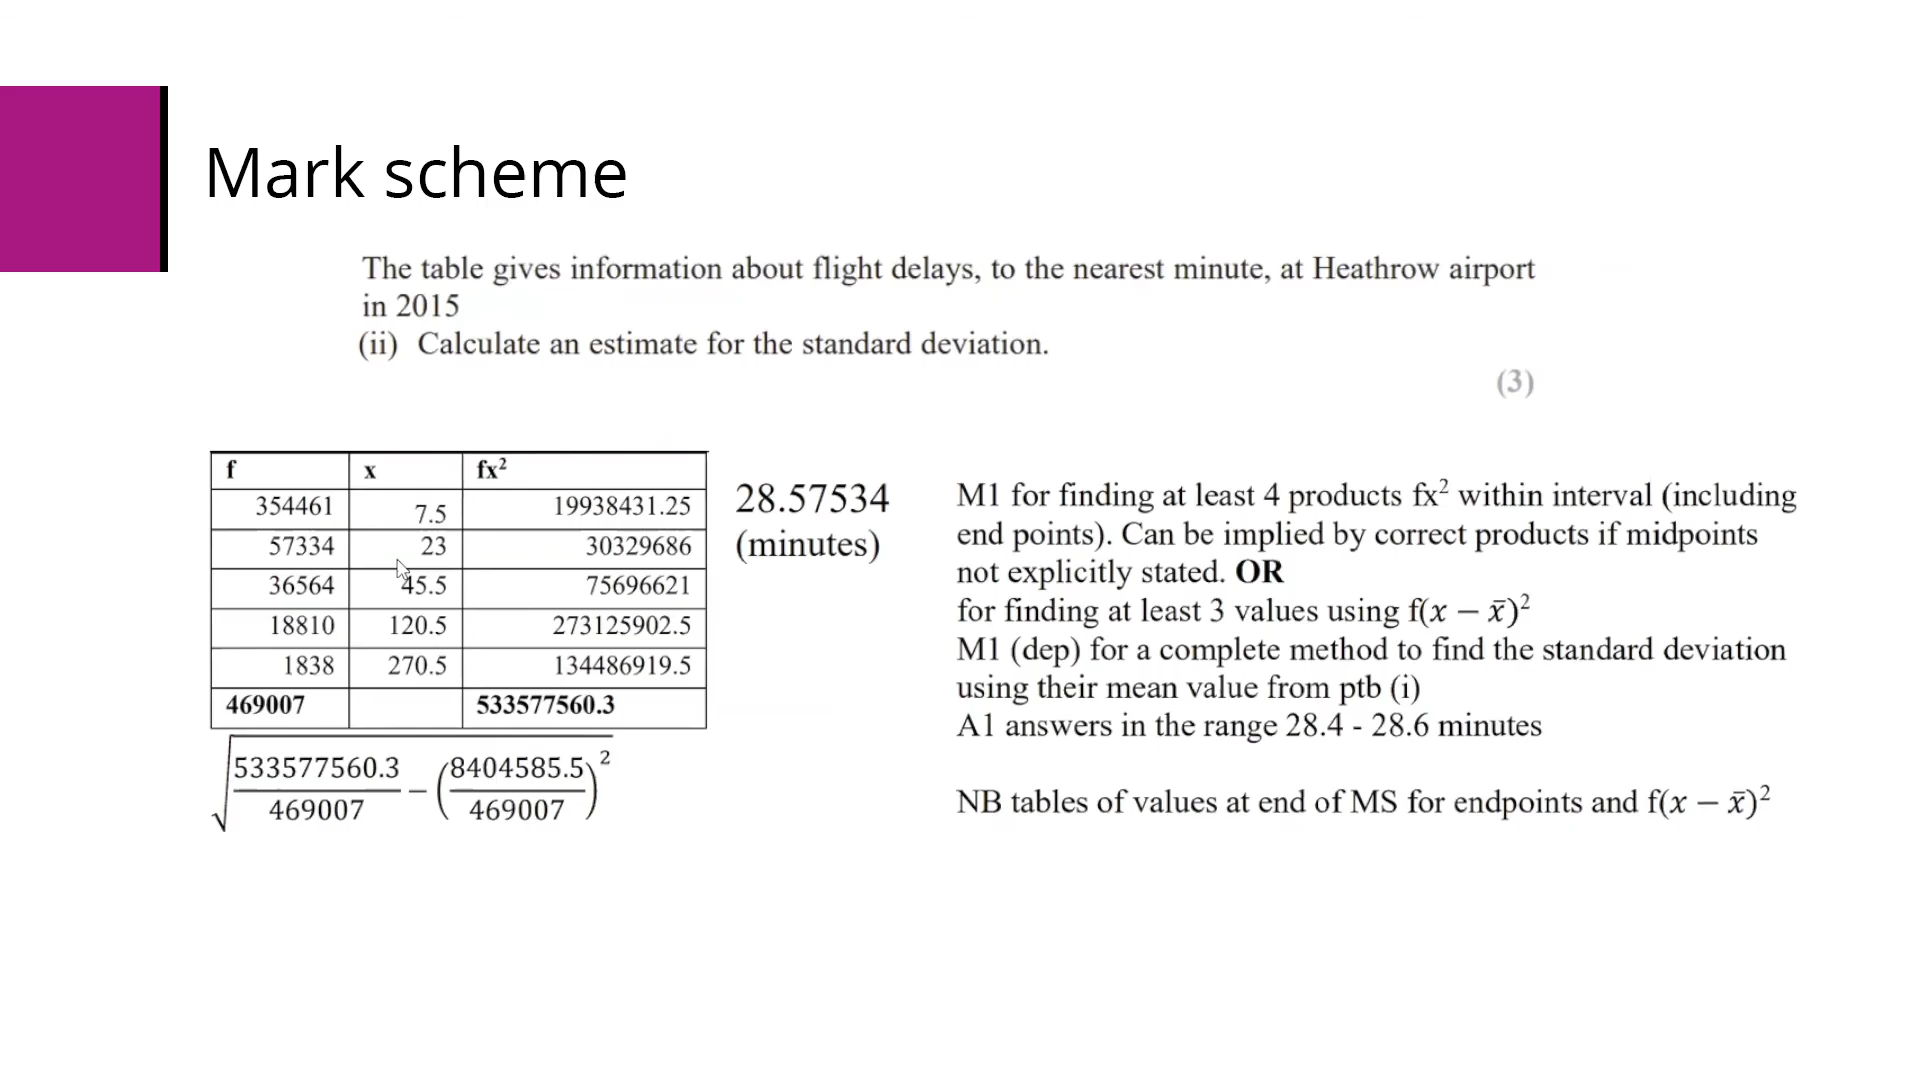 Mark scheme
The table gives information about flight delays, to the nearest minute, at Heathrow airport
in 2015
(ii) Calculate an estimate for the standard deviation.
(3)
f x fx²
354461 7.5 19938431.25
57334 23 30329686
36564 45.5 75696621
18810 120.5 273125902.5
1838 270.5 134486919.5
469007 533577560.3
√(533577560.3/469007 − (8404585.5/469007)²)
28.57534
(minutes)
M1 for finding at least 4 products fx² within interval (including
end points). Can be implied by correct products if midpoints
not explicitly stated. OR
for finding at least 3 values using f(x − x̄)²
M1 (dep) for a complete method to find the standard deviation
using their mean value from ptb (i)
A1 answers in the range 28.4 - 28.6 minutes
NB tables of values at end of MS for endpoints and f(x − x̄)²